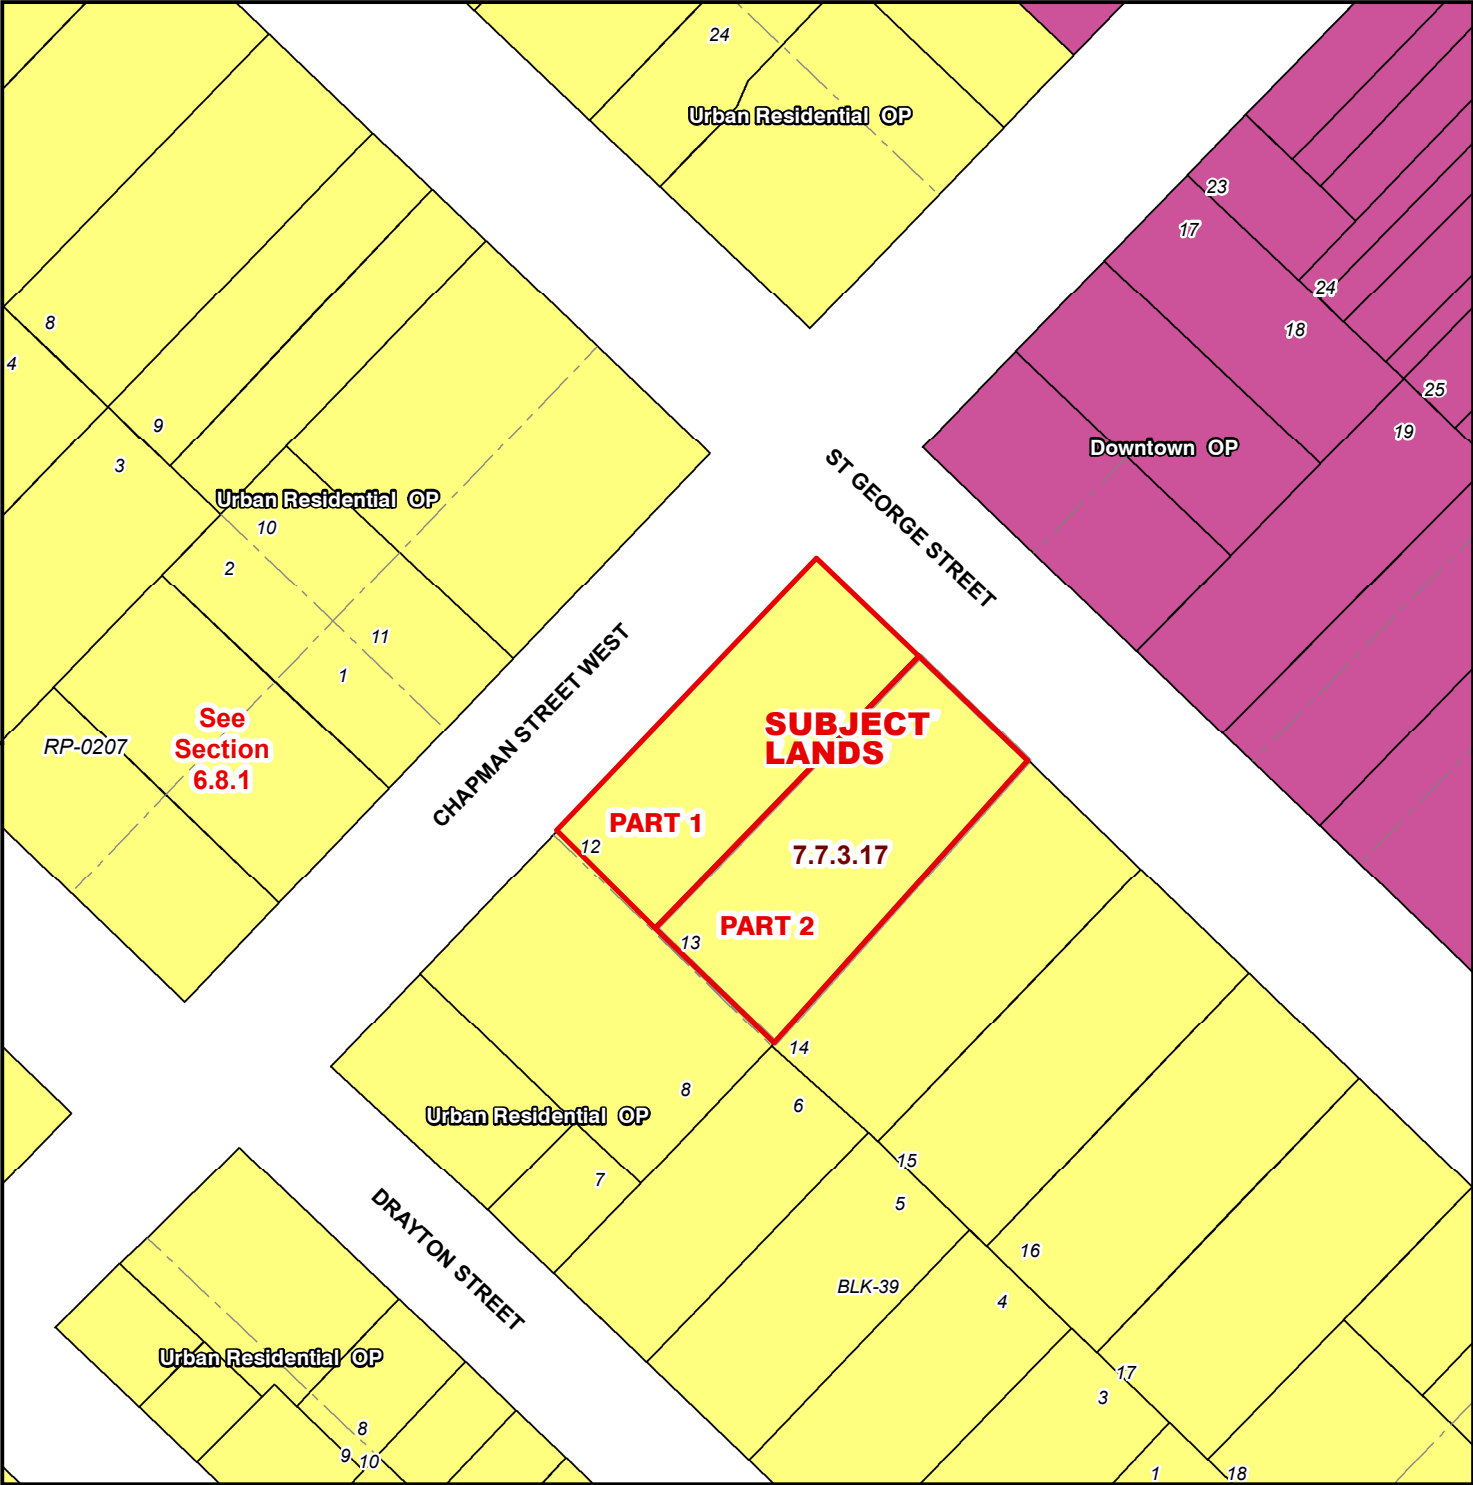 24
Urban Residential OP
23
17
24
18
25
19
Downtown OP
8
4
9
3
Urban Residential OP
10
2
11
1
ST GEORGE STREET
CHAPMAN STREET WEST
RP-0207
See
Section
6.8.1
SUBJECT
LANDS
PART 1
12
7.7.3.17
PART 2
13
14
8
6
Urban Residential OP
7
15
5
16
BLK-39
4
DRAYTON STREET
17
3
Urban Residential OP
8
9
10
1
18